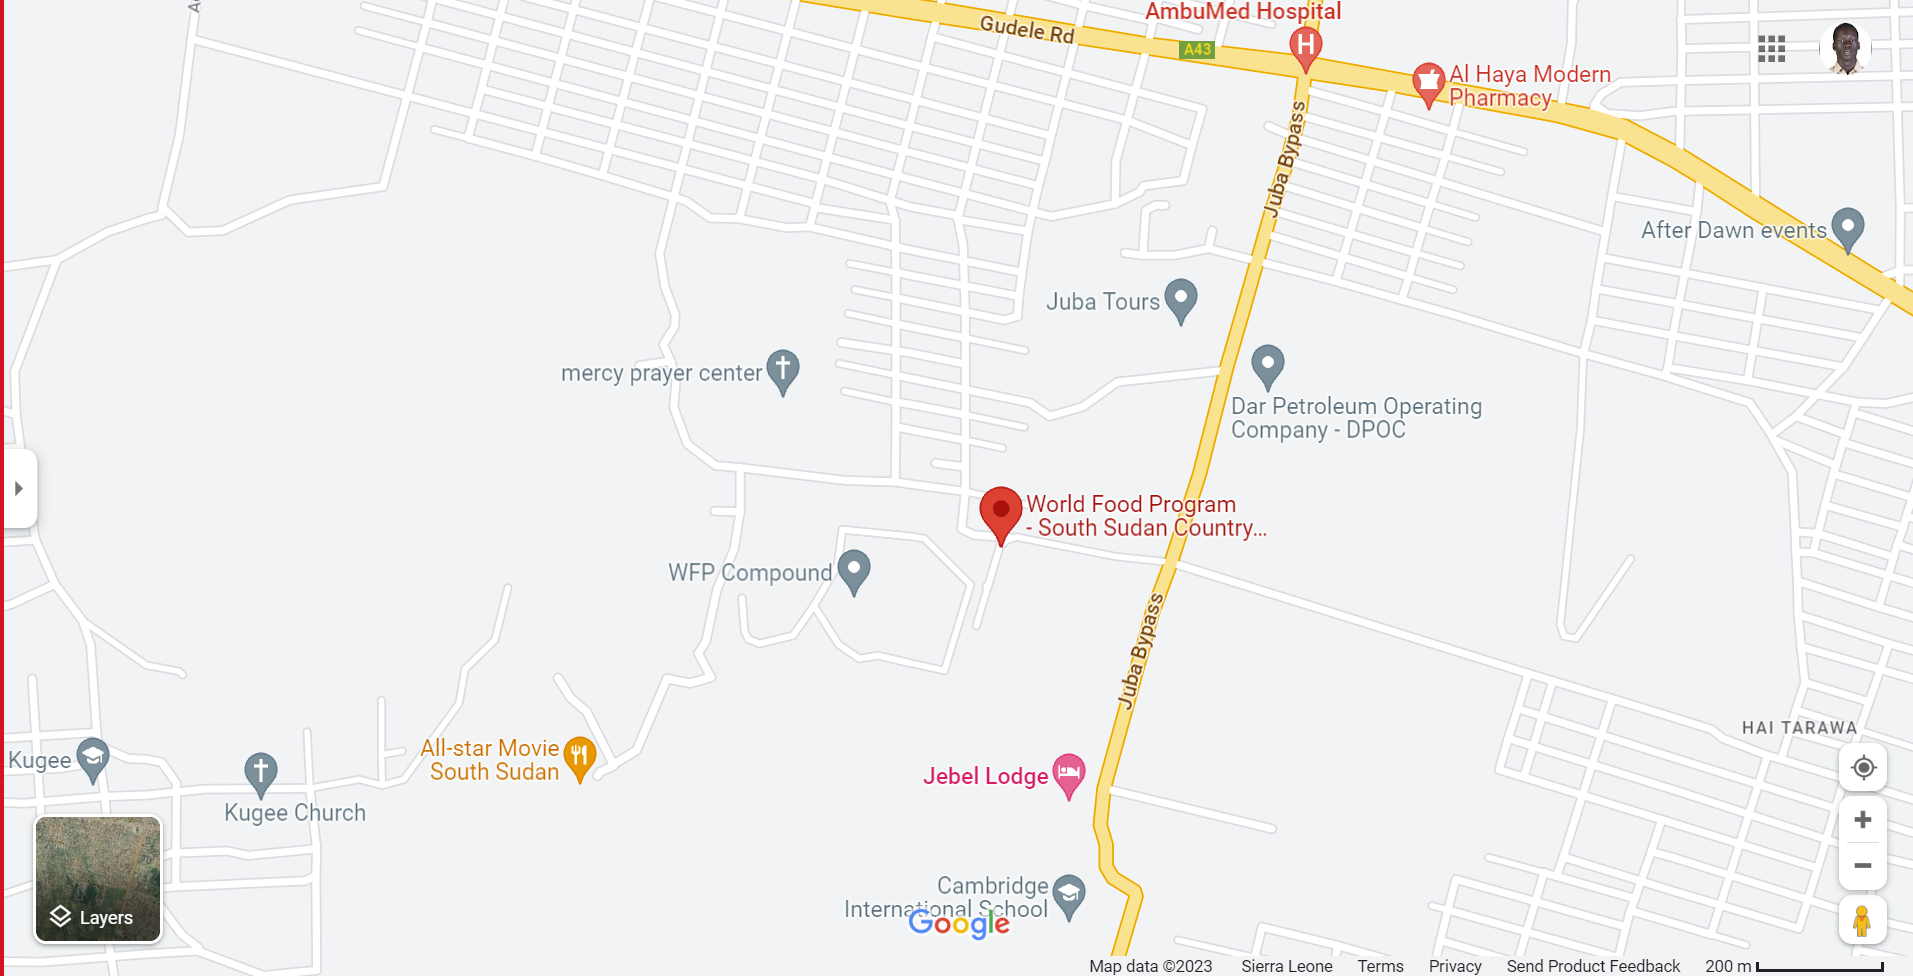 AmbuMed Hospital
Gudele Rd
A43
Al Haya Modern
Pharmacy
Juba Bypass
After Dawn events
Juba Tours
mercy prayer center
Dar Petroleum Operating
Company - DPOC
World Food Program
- South Sudan Country...
WFP Compound
Juba Bypass
HAI TARAWA
Kugee
All-star Movie
South Sudan
Jebel Lodge
Kugee Church
Cambridge
International School
Layers
Google
Map data ©2023 Sierra Leone Terms Privacy Send Product Feedback 200 m